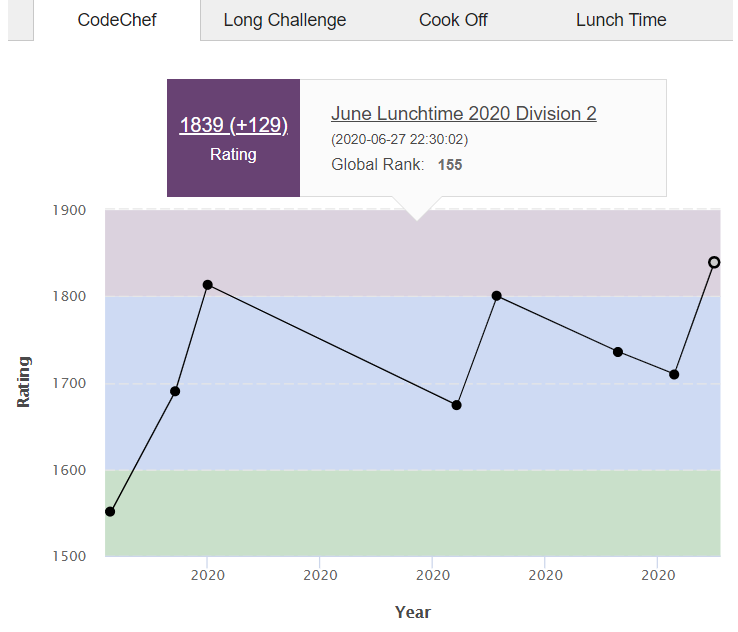 CodeChef Long Challenge Cook Off Lunch Time
1839 (+129)
Rating
June Lunchtime 2020 Division 2
(2020-06-27 22:30:02)
Global Rank: 155
1900
1800
1700
1600
1500
Rating
2020 2020 2020 2020 2020
Year